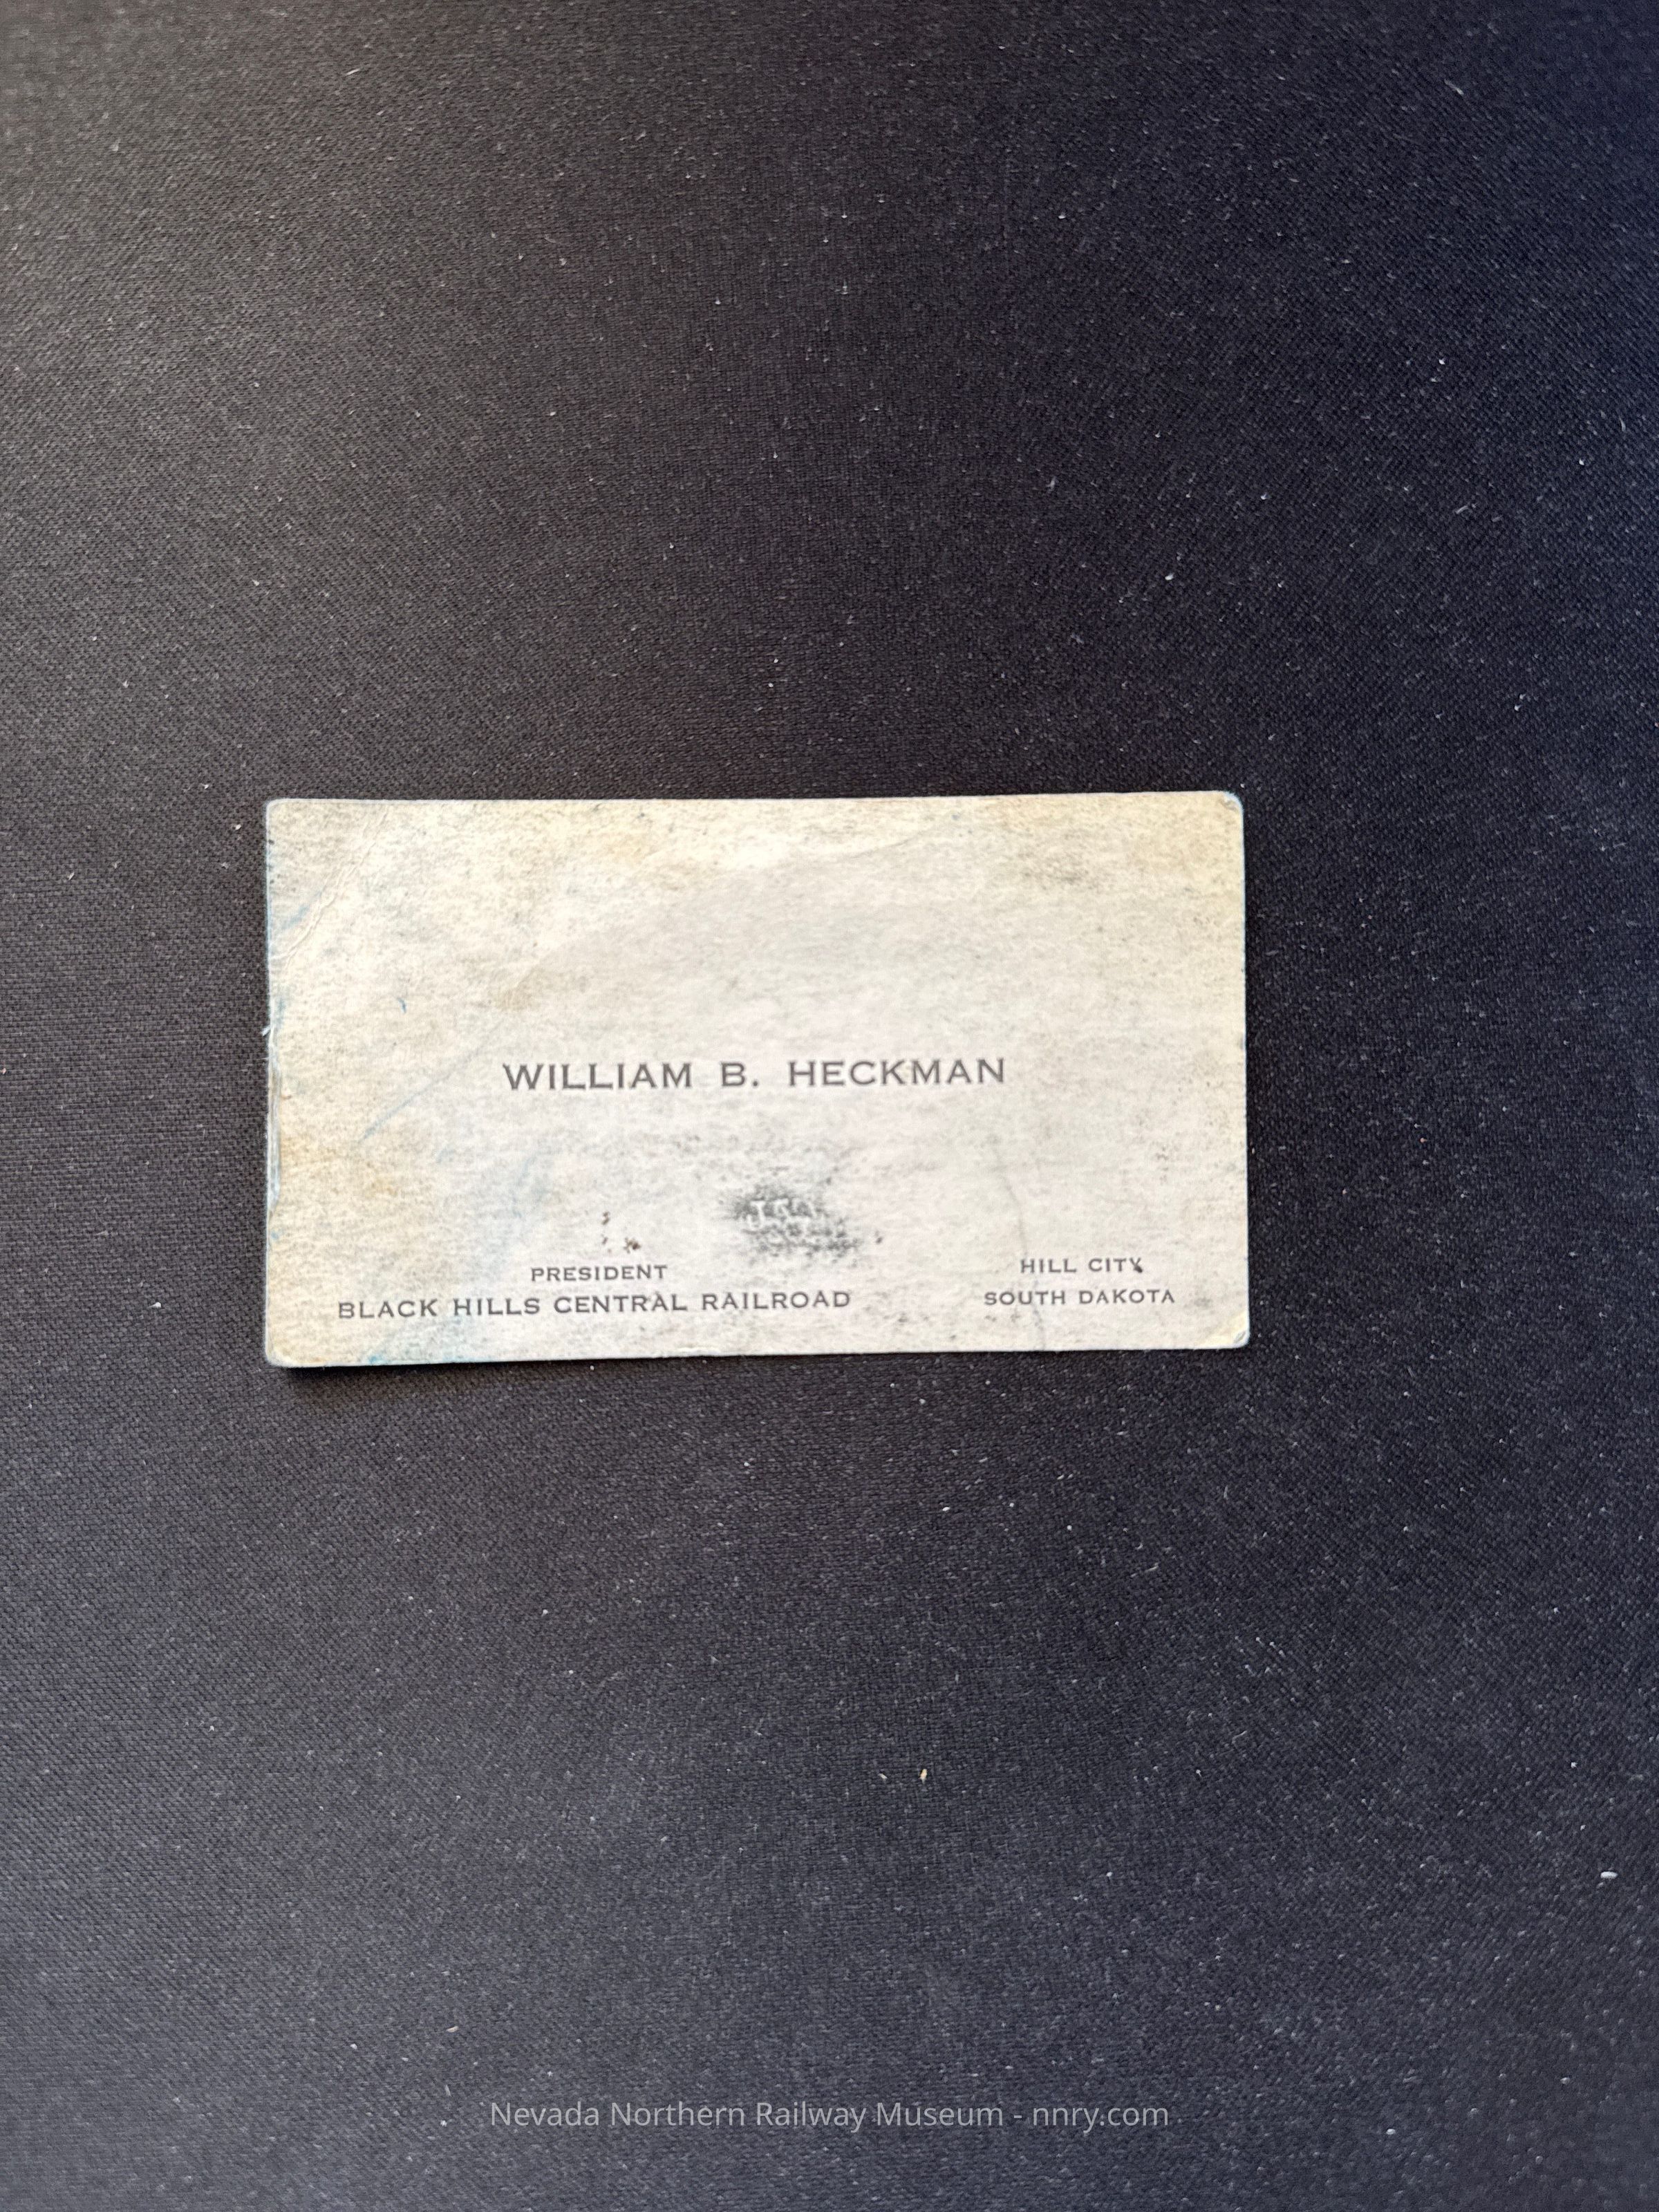 WILLIAM B. HECKMAN
PRESIDENT
BLACK HILLS CENTRAL RAILROAD
HILL CITY
SOUTH DAKOTA
Nevada Northern Railway Museum - nnry.com